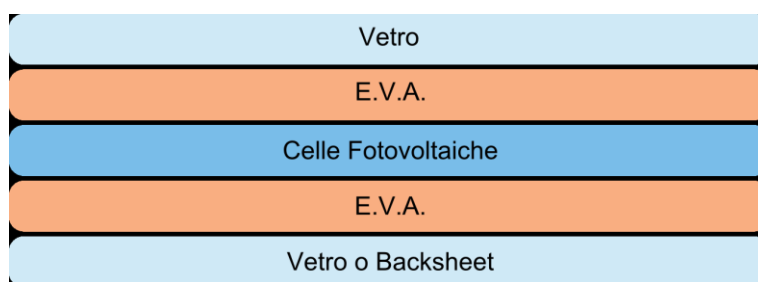 Vetro
E.V.A.
Celle Fotovoltaiche
E.V.A.
Vetro o Backsheet